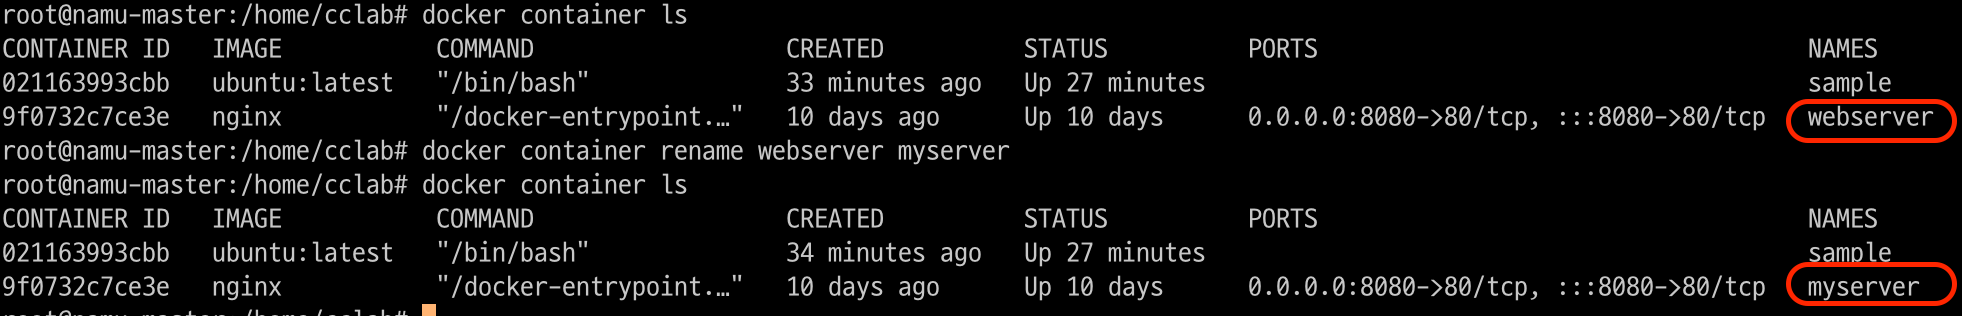 root@namu-master:/home/cclab# docker container ls
CONTAINER ID   IMAGE           COMMAND                  CREATED          STATUS          PORTS                                   NAMES
021163993cbb   ubuntu:latest   "/bin/bash"              33 minutes ago   Up 27 minutes                                           sample
9f0732c7ce3e   nginx           "/docker-entrypoint.…"   10 days ago      Up 10 days      0.0.0.0:8080->80/tcp, :::8080->80/tcp   webserver
root@namu-master:/home/cclab# docker container rename webserver myserver
root@namu-master:/home/cclab# docker container ls
CONTAINER ID   IMAGE           COMMAND                  CREATED          STATUS          PORTS                                   NAMES
021163993cbb   ubuntu:latest   "/bin/bash"              34 minutes ago   Up 27 minutes                                           sample
9f0732c7ce3e   nginx           "/docker-entrypoint.…"   10 days ago      Up 10 days      0.0.0.0:8080->80/tcp, :::8080->80/tcp   myserver
root@namu-master:/home/cclab#